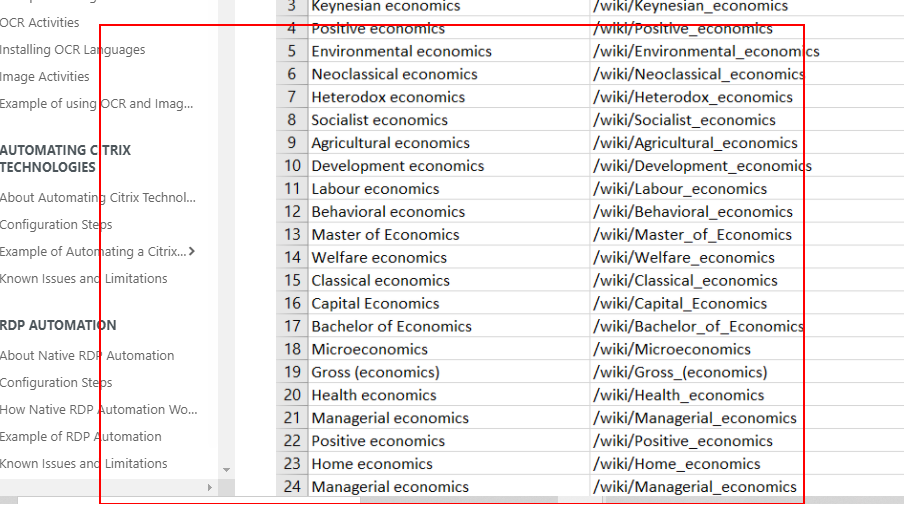 OCR Activities
Installing OCR Languages
Image Activities
Example of using OCR and Imag...
AUTOMATING CITRIX
TECHNOLOGIES
About Automating Citrix Technol...
Configuration Steps
Example of Automating a Citrix...
Known Issues and Limitations
RDP AUTOMATION
About Native RDP Automation
Configuration Steps
How Native RDP Automation Wo...
Example of RDP Automation
Known Issues and Limitations
3 Keynesian economics /wiki/Keynesian_economics
4 Positive economics /wiki/Positive_economics
5 Environmental economics /wiki/Environmental_economics
6 Neoclassical economics /wiki/Neoclassical_economics
7 Heterodox economics /wiki/Heterodox_economics
8 Socialist economics /wiki/Socialist_economics
9 Agricultural economics /wiki/Agricultural_economics
10 Development economics /wiki/Development_economics
11 Labour economics /wiki/Labour_economics
12 Behavioral economics /wiki/Behavioral_economics
13 Master of Economics /wiki/Master_of_Economics
14 Welfare economics /wiki/Welfare_economics
15 Classical economics /wiki/Classical_economics
16 Capital Economics /wiki/Capital_Economics
17 Bachelor of Economics /wiki/Bachelor_of_Economics
18 Microeconomics /wiki/Microeconomics
19 Gross (economics) /wiki/Gross_(economics)
20 Health economics /wiki/Health_economics
21 Managerial economics /wiki/Managerial_economics
22 Positive economics /wiki/Positive_economics
23 Home economics /wiki/Home_economics
24 Managerial economics /wiki/Managerial_economics